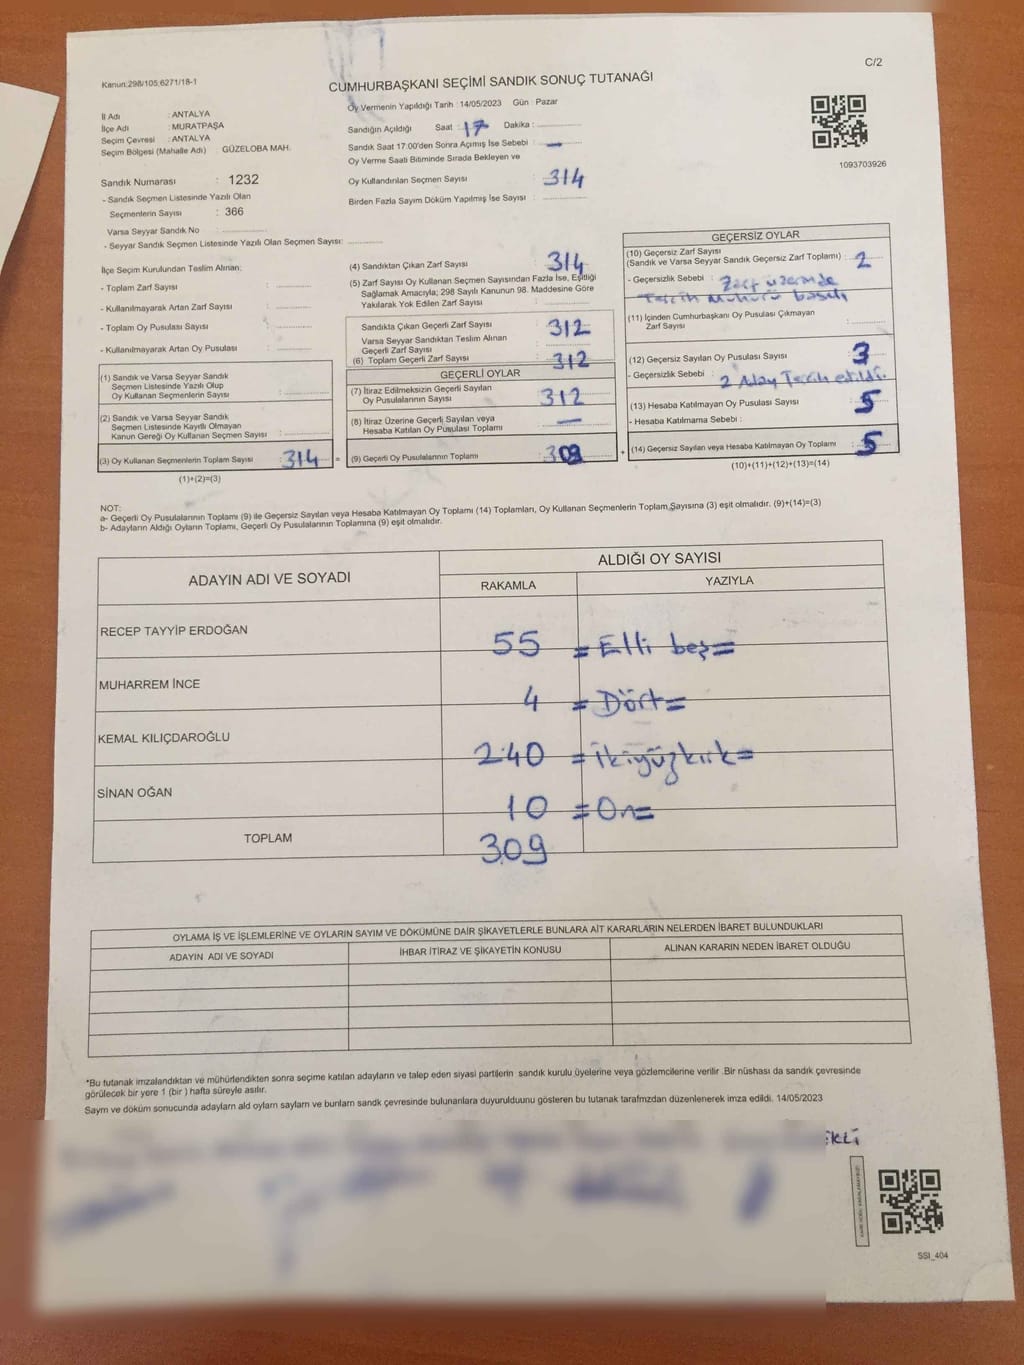 C/2
Kanun:298/105;6271/18-1
CUMHURBAŞKANI SEÇİMİ SANDIK SONUÇ TUTANAĞI
Oy Vermenin Yapıldığı Tarih : 14/05/2023 Gün : Pazar
İl Adı : ANTALYA
İlçe Adı : MURATPAŞA
Seçim Çevresi : ANTALYA
Seçim Bölgesi (Mahalle Adı) : GÜZELOBA MAH.
Sandığın Açıldığı Saat : 17 Dakika :
Sandık Saat 17:00'den Sonra Açımış İse Sebebi : —
Oy Verme Saati Bitiminde Sırada Bekleyen ve
Oy Kullandırılan Seçmen Sayısı : 314
Birden Fazla Sayım Döküm Yapılmış İse Sayısı :
1093703926
Sandık Numarası : 1232
- Sandık Seçmen Listesinde Yazılı Olan
Seçmenlerin Sayısı : 366
Varsa Seyyar Sandık No :
- Seyyar Sandık Seçmen Listesinde Yazılı Olan Seçmen Sayısı:
İlçe Seçim Kurulundan Teslim Alınan;
- Toplam Zarf Sayısı :
- Kullanılmayarak Artan Zarf Sayısı :
- Toplam Oy Pusulası Sayısı :
- Kullanılmayarak Artan Oy Pusulası :
(1) Sandık ve Varsa Seyyar Sandık
Seçmen Listesinde Yazılı Olup
Oy Kullanan Seçmenlerin Sayısı :
(2) Sandık ve Varsa Seyyar Sandık
Seçmen Listesinde Kayıtlı Olmayan
Kanun Gereği Oy Kullanan Seçmen Sayısı :
(3) Oy Kullanan Seçmenlerin Toplam Sayısı : 314 =
(1)+(2)=(3)
(4) Sandıktan Çıkan Zarf Sayısı : 314
(5) Zarf Sayısı Oy Kullanan Seçmen Sayısından Fazla İse, Eşitliği
Sağlamak Amacıyla; 298 Sayılı Kanunun 98. Maddesine Göre
Yakılarak Yok Edilen Zarf Sayısı :
Sandıkta Çıkan Geçerli Zarf Sayısı : 312
Varsa Seyyar Sandıktan Teslim Alınan
Geçerli Zarf Sayısı :
(6) Toplam Geçerli Zarf Sayısı : 312
GEÇERLİ OYLAR
(7) İtiraz Edilmeksizin Geçerli Sayılan
Oy Pusulalarının Sayısı : 312
(8) İtiraz Üzerine Geçerli Sayılan veya
Hesaba Katılan Oy Pusulası Toplamı : —
(9) Geçerli Oy Pusulalarının Toplamı : 309 +
GEÇERSİZ OYLAR
(10) Geçersiz Zarf Sayısı
(Sandık ve Varsa Seyyar Sandık Geçersiz Zarf Toplamı) : 2
- Geçersizlik Sebebi : Zarf üzerinde
Tercih Mührü basılı
(11) İçinden Cumhurbaşkanı Oy Pusulası Çıkmayan
Zarf Sayısı :
(12) Geçersiz Sayılan Oy Pusulası Sayısı : 3
- Geçersizlik Sebebi : 2 Aday Tercih edildi.
(13) Hesaba Katılmayan Oy Pusulası Sayısı : 5
- Hesaba Katılmama Sebebi :
(14) Geçersiz Sayılan veya Hesaba Katılmayan Oy Toplamı : 5
(10)+(11)+(12)+(13)=(14)
NOT:
a- Geçerli Oy Pusulalarının Toplamı (9) ile Geçersiz Sayılan veya Hesaba Katılmayan Oy Toplamı (14) Toplamları, Oy Kullanan Seçmenlerin Toplam Sayısına (3) eşit olmalıdır. (9)+(14)=(3)
b- Adayların Aldığı Oyların Toplamı, Geçerli Oy Pusulalarının Toplamına (9) eşit olmalıdır.
ADAYIN ADI VE SOYADI
ALDIĞI OY SAYISI
RAKAMLA YAZIYLA
RECEP TAYYİP ERDOĞAN 55 = Elli beş =
MUHARREM İNCE 4 = Dört =
KEMAL KILIÇDAROĞLU 240 = ikiyüzkırk =
SİNAN OĞAN 10 = On =
TOPLAM 309
OYLAMA İŞ VE İŞLEMLERİNE VE OYLARIN SAYIM VE DÖKÜMÜNE DAİR ŞİKAYETLERLE BUNLARA AİT KARARLARIN NELERDEN İBARET BULUNDUKLARI
ADAYIN ADI VE SOYADI İHBAR İTİRAZ VE ŞİKAYETİN KONUSU ALINAN KARARIN NEDEN İBARET OLDUĞU
*Bu tutanak imzalandıktan ve mühürlendikten sonra seçime katılan adayların ve talep eden siyasi partilerin sandık kurulu üyelerine veya gözlemcilerine verilir .Bir nüshası da sandık çevresinde
görülecek bir yere 1 (bir ) hafta süreyle asılır.
Saym ve döküm sonucunda adaylarn ald oylarn saylarn ve bunlarn sandk çevresinde bulunanlara duyurulduunu gösteren bu tutanak tarafmzdan düzenlenerek imza edildi. 14/05/2023
SSI_404